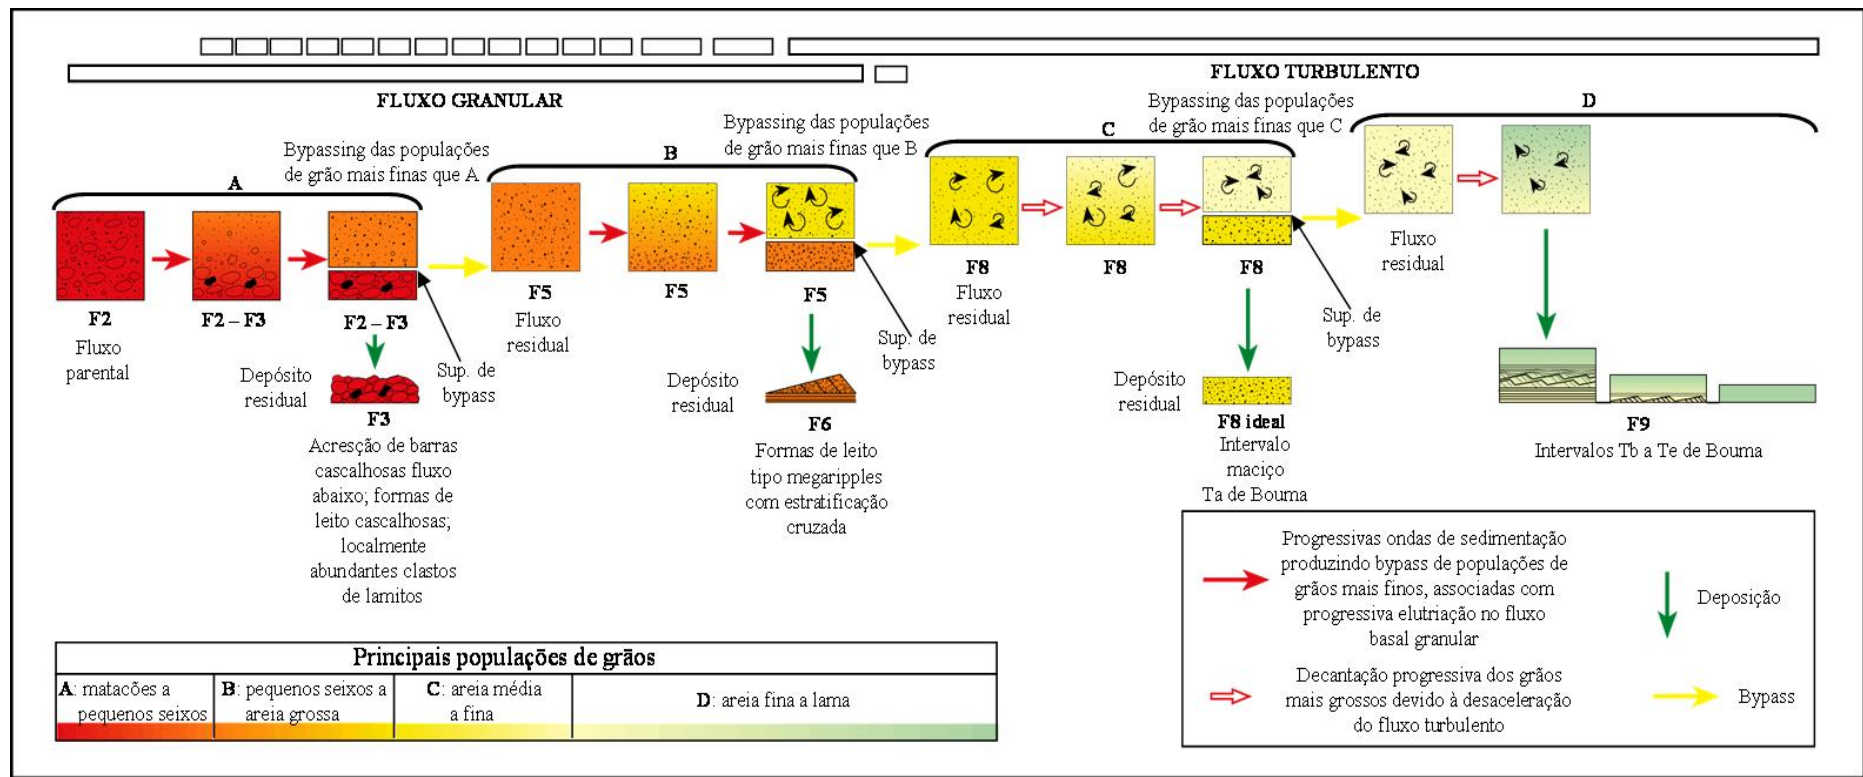 FLUXO GRANULAR
FLUXO TURBULENTO
A
Bypassing das populações
de grão mais finas que A
B
Bypassing das populações
de grão mais finas que B
C
Bypassing das populações
de grão mais finas que C
D
F2
Fluxo
parental
F2 – F3
F2 – F3
Sup. de
bypass
Depósito
residual
F3
Acresção de barras
cascalhosas fluxo
abaixo; formas de
leito cascalhosas;
localmente
abundantes clastos
de lamitos
F5
Fluxo
residual
F5
F5
Sup. de
bypass
Depósito
residual
F6
Formas de leito
tipo megaripples
com estratificação
cruzada
F8
Fluxo
residual
F8
F8
Sup. de
bypass
Depósito
residual
F8 ideal
Intervalo
maciço
Ta de Bouma
Fluxo
residual
F9
Intervalos Tb a Te de Bouma
Principais populações de grãos
A: matacões a
pequenos seixos
B: pequenos seixos a
areia grossa
C: areia média
a fina
D: areia fina a lama
Progressivas ondas de sedimentação
produzindo bypass de populações de
grãos mais finos, associadas com
progressiva elutriação no fluxo
basal granular
Decantação progressiva dos grãos
mais grossos devido à desaceleração
do fluxo turbulento
Deposição
Bypass